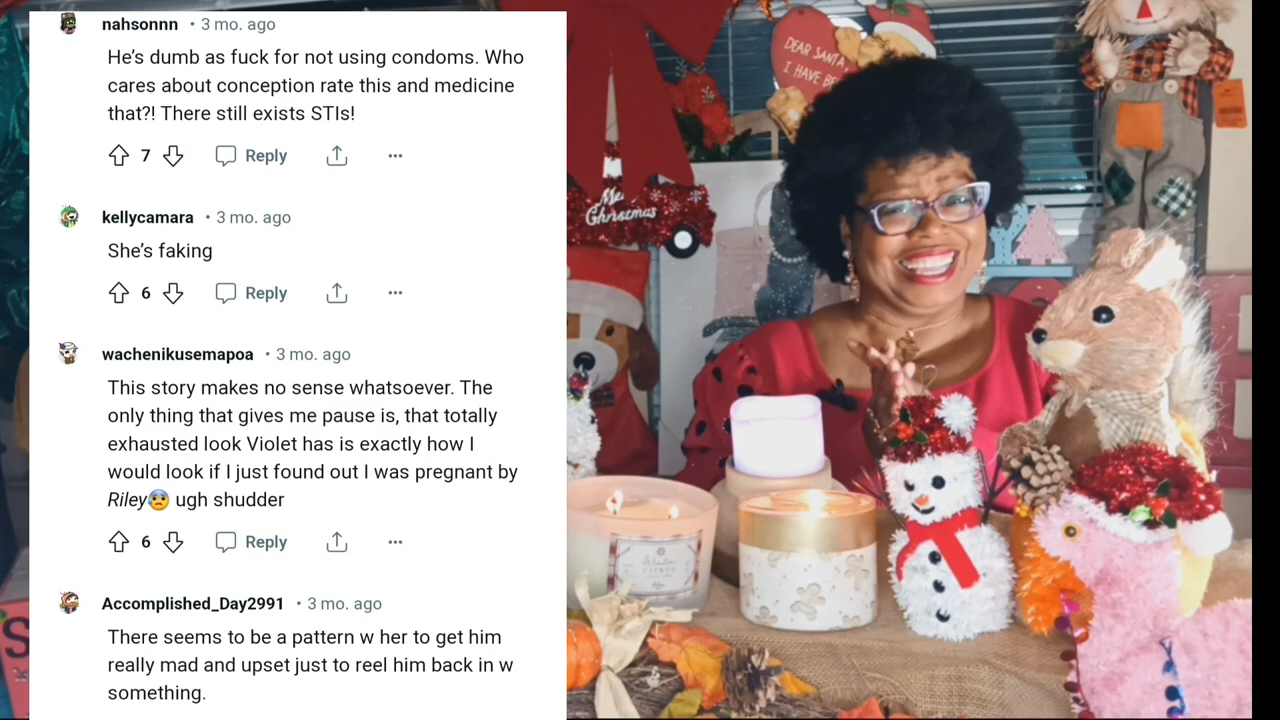 nahsonnn • 3 mo. ago
He's dumb as fuck for not using condoms. Who
cares about conception rate this and medicine
that?! There still exists STIs!
7 Reply
kellycamara • 3 mo. ago
She's faking
6 Reply
wachenikusemapoa • 3 mo. ago
This story makes no sense whatsoever. The
only thing that gives me pause is, that totally
exhausted look Violet has is exactly how I
would look if I just found out I was pregnant by
Riley😰 ugh shudder
6 Reply
Accomplished_Day2991 • 3 mo. ago
There seems to be a pattern w her to get him
really mad and upset just to reel him back in w
something.
DEAR SANTA,
I HAVE BE
Me
Christmas
Winter
CITRUS
S